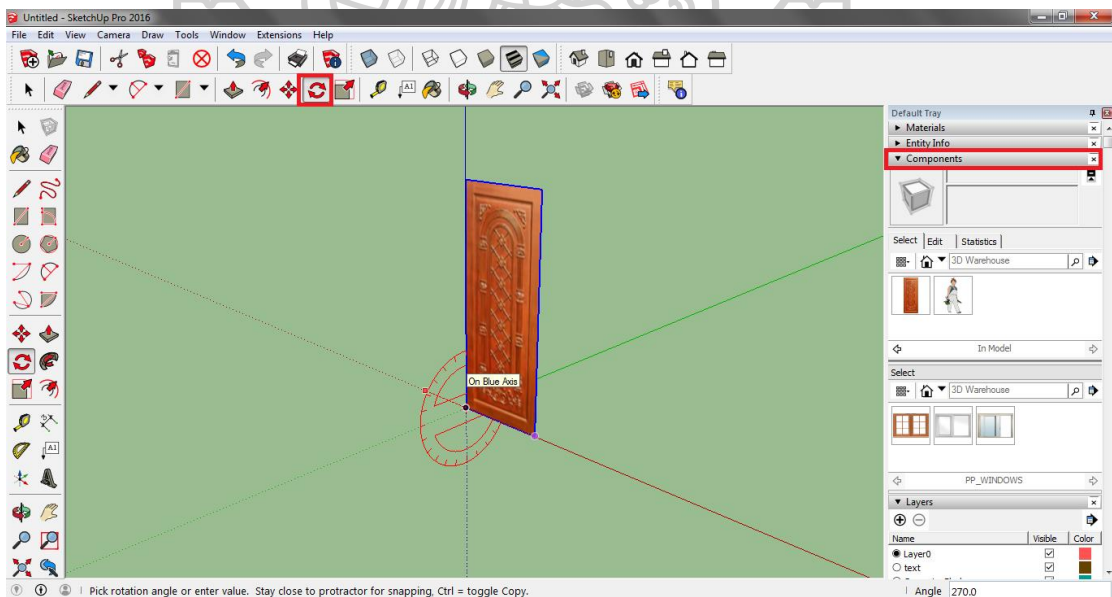 Untitled - SketchUp Pro 2016
File Edit View Camera Draw Tools Window Extensions Help
A1
Default Tray
Materials
Entity Info
Components
Select Edit Statistics
3D Warehouse
In Model
Select
3D Warehouse
PP_WINDOWS
Layers
Name Visible Color
Layer0
text
On Blue Axis
A1
Pick rotation angle or enter value. Stay close to protractor for snapping, Ctrl = toggle Copy.
Angle 270.0